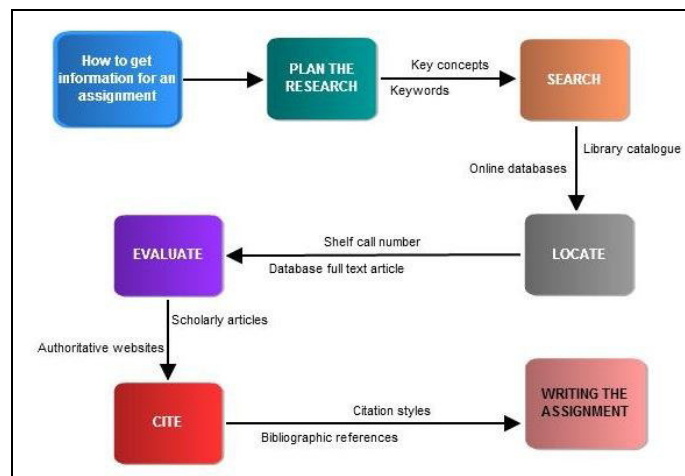 How to get
information for an
assignment
PLAN THE
RESEARCH
Key concepts
Keywords
SEARCH
Library catalogue
Online databases
LOCATE
Shelf call number
Database full text article
EVALUATE
Scholarly articles
Authoritative websites
CITE
Citation styles
Bibliographic references
WRITING THE
ASSIGNMENT